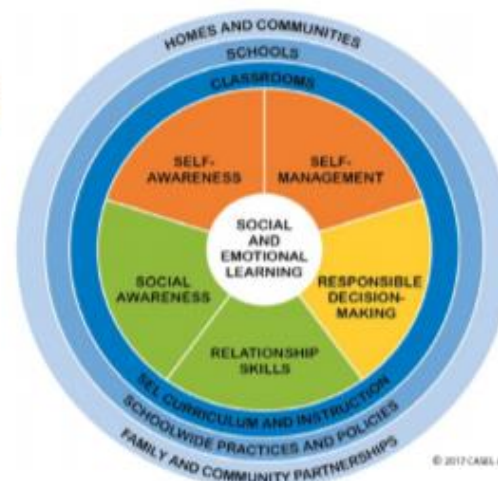 HOMES AND COMMUNITIES
SCHOOLS
CLASSROOMS
SELF-
AWARENESS
SELF-
MANAGEMENT
SOCIAL
AND
EMOTIONAL
LEARNING
SOCIAL
AWARENESS
RESPONSIBLE
DECISION-
MAKING
RELATIONSHIP
SKILLS
SEL CURRICULUM AND INSTRUCTION
SCHOOLWIDE PRACTICES AND POLICIES
FAMILY AND COMMUNITY PARTNERSHIPS
© 2017 CASEL